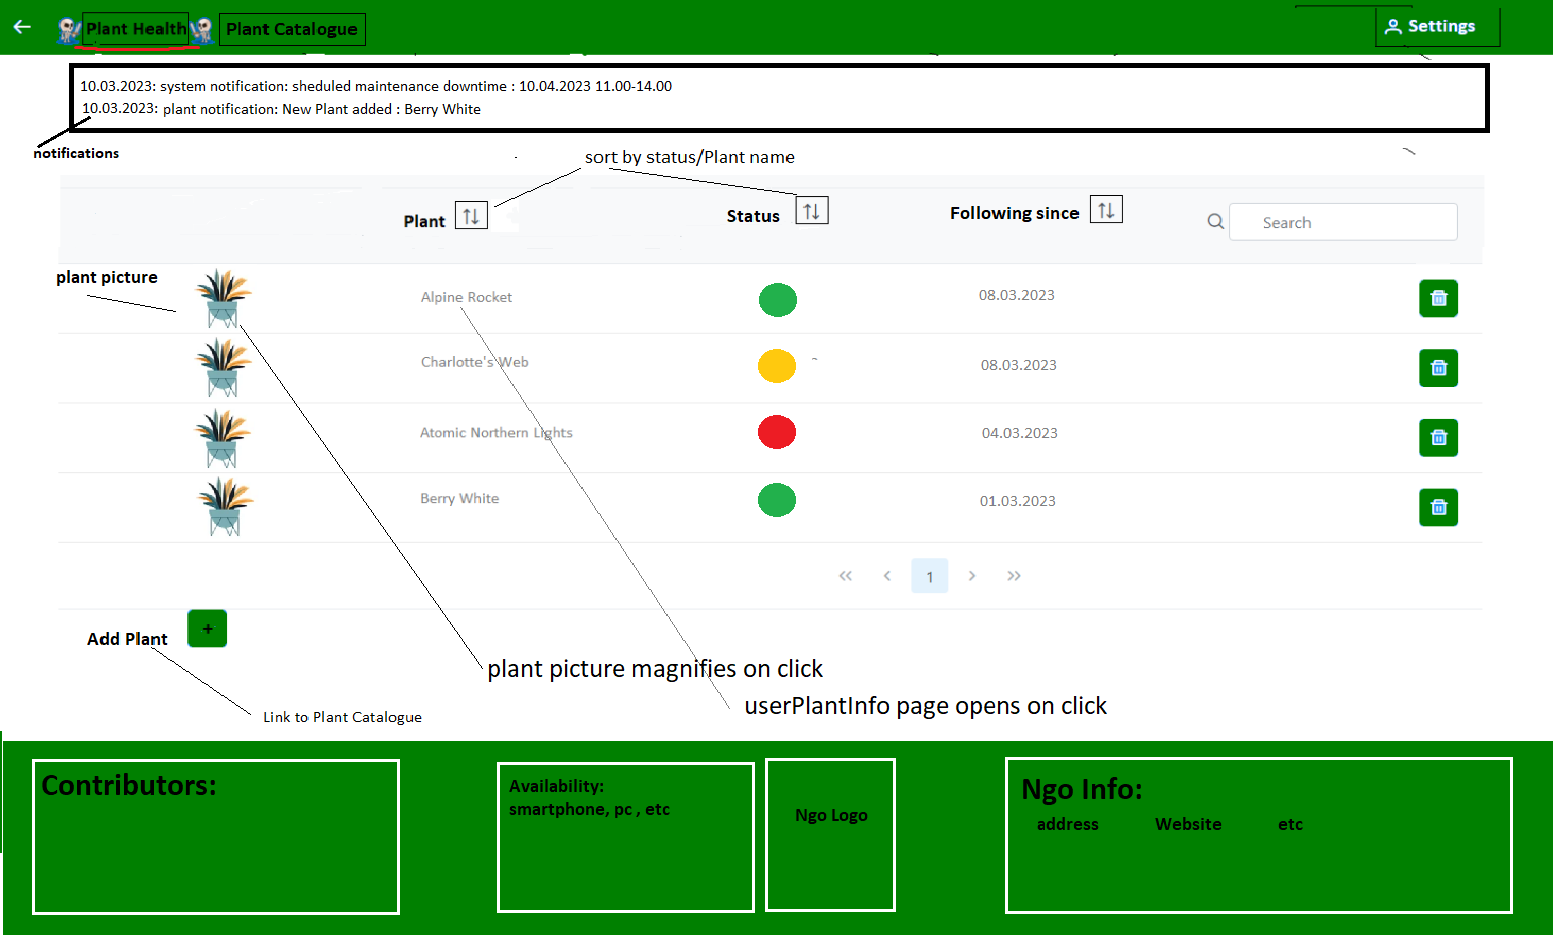 Plant Health Plant Catalogue Settings
10.03.2023: system notification: sheduled maintenance downtime : 10.04.2023 11.00-14.00
10.03.2023: plant notification: New Plant added : Berry White
notifications
sort by status/Plant name
Plant Status Following since Search
plant picture
Alpine Rocket 08.03.2023
Charlotte's Web 08.03.2023
Atomic Northern Lights 04.03.2023
Berry White 01.03.2023
« ‹ 1 › »
Add Plant +
plant picture magnifies on click
userPlantInfo page opens on click
Link to Plant Catalogue
Contributors:
Availability:
smartphone, pc , etc
Ngo Logo
Ngo Info:
address Website etc